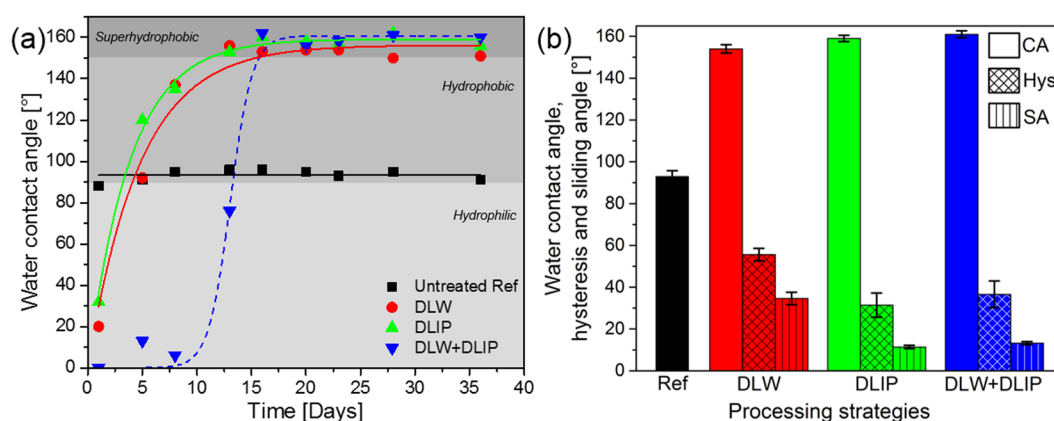 (a)
Superhydrophobic
Hydrophobic
Hydrophilic
Water contact angle [°]
160
140
120
100
80
60
40
20
0
Untreated Ref
DLW
DLIP
DLW+DLIP
0 5 10 15 20 25 30 35 40
Time [Days]
(b)
Water contact angle,
hysteresis and sliding angle [°]
160
140
120
100
80
60
40
20
0
CA
Hys
SA
Ref DLW DLIP DLW+DLIP
Processing strategies